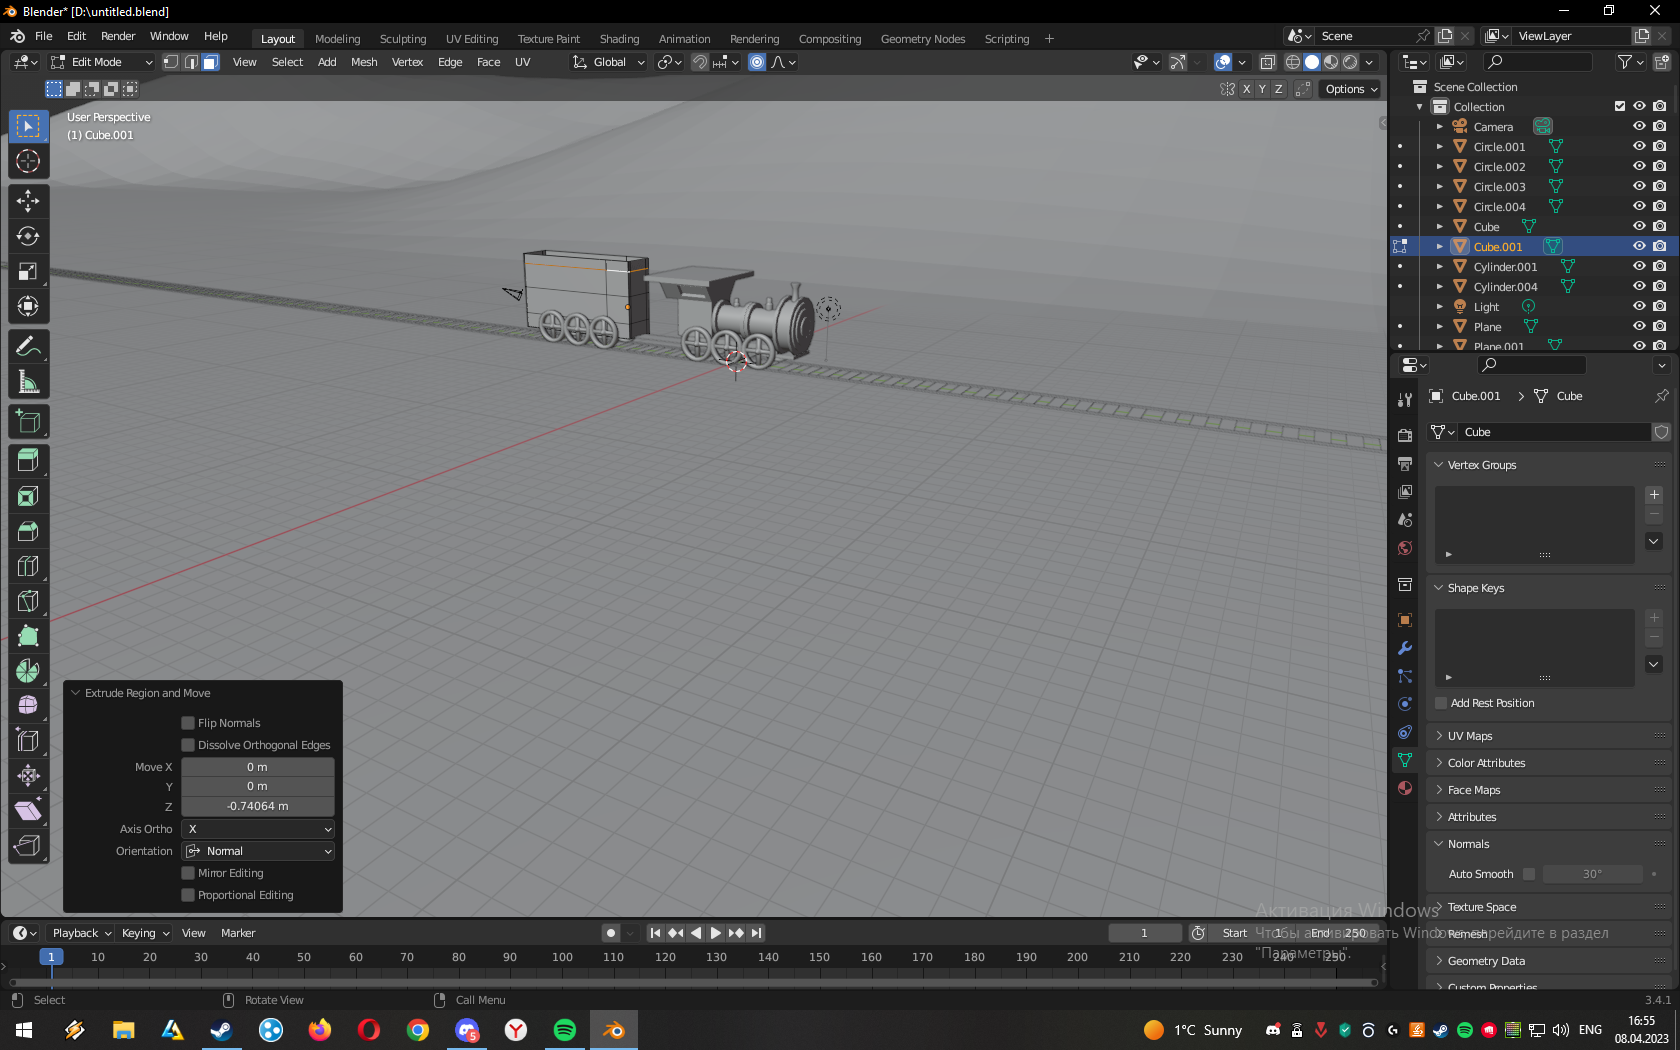 Blender* [D:\untitled.blend]
File Edit Render Window Help
Layout Modeling Sculpting UV Editing Texture Paint Shading Animation Rendering Compositing Geometry Nodes Scripting +
Scene
ViewLayer
Edit Mode
View Select Add Mesh Vertex Edge Face UV
Global
X Y Z
Options
User Perspective
(1) Cube.001
Scene Collection
Collection
Camera
Circle.001
Circle.002
Circle.003
Circle.004
Cube
Cube.001
Cylinder.001
Cylinder.004
Light
Plane
Plane.001
Cube.001 > Cube
Cube
Vertex Groups
Shape Keys
Add Rest Position
UV Maps
Color Attributes
Face Maps
Attributes
Normals
Auto Smooth 30°
Texture Space
Remesh
Geometry Data
Custom Properties
Extrude Region and Move
Flip Normals
Dissolve Orthogonal Edges
Move X 0 m
Y 0 m
Z -0.74064 m
Axis Ortho X
Orientation Normal
Mirror Editing
Proportional Editing
Активация Windows
Чтобы активировать Windows, перейдите в раздел
"Параметры".
Playback Keying View Marker
1
Start 1 End 250
1 10 20 30 40 50 60 70 80 90 100 110 120 130 140 150 160 170 180 190 200 210 220 230 240 250
Select
Rotate View
Call Menu
3.4.1
5
1°C Sunny
ENG
16:55
08.04.2023